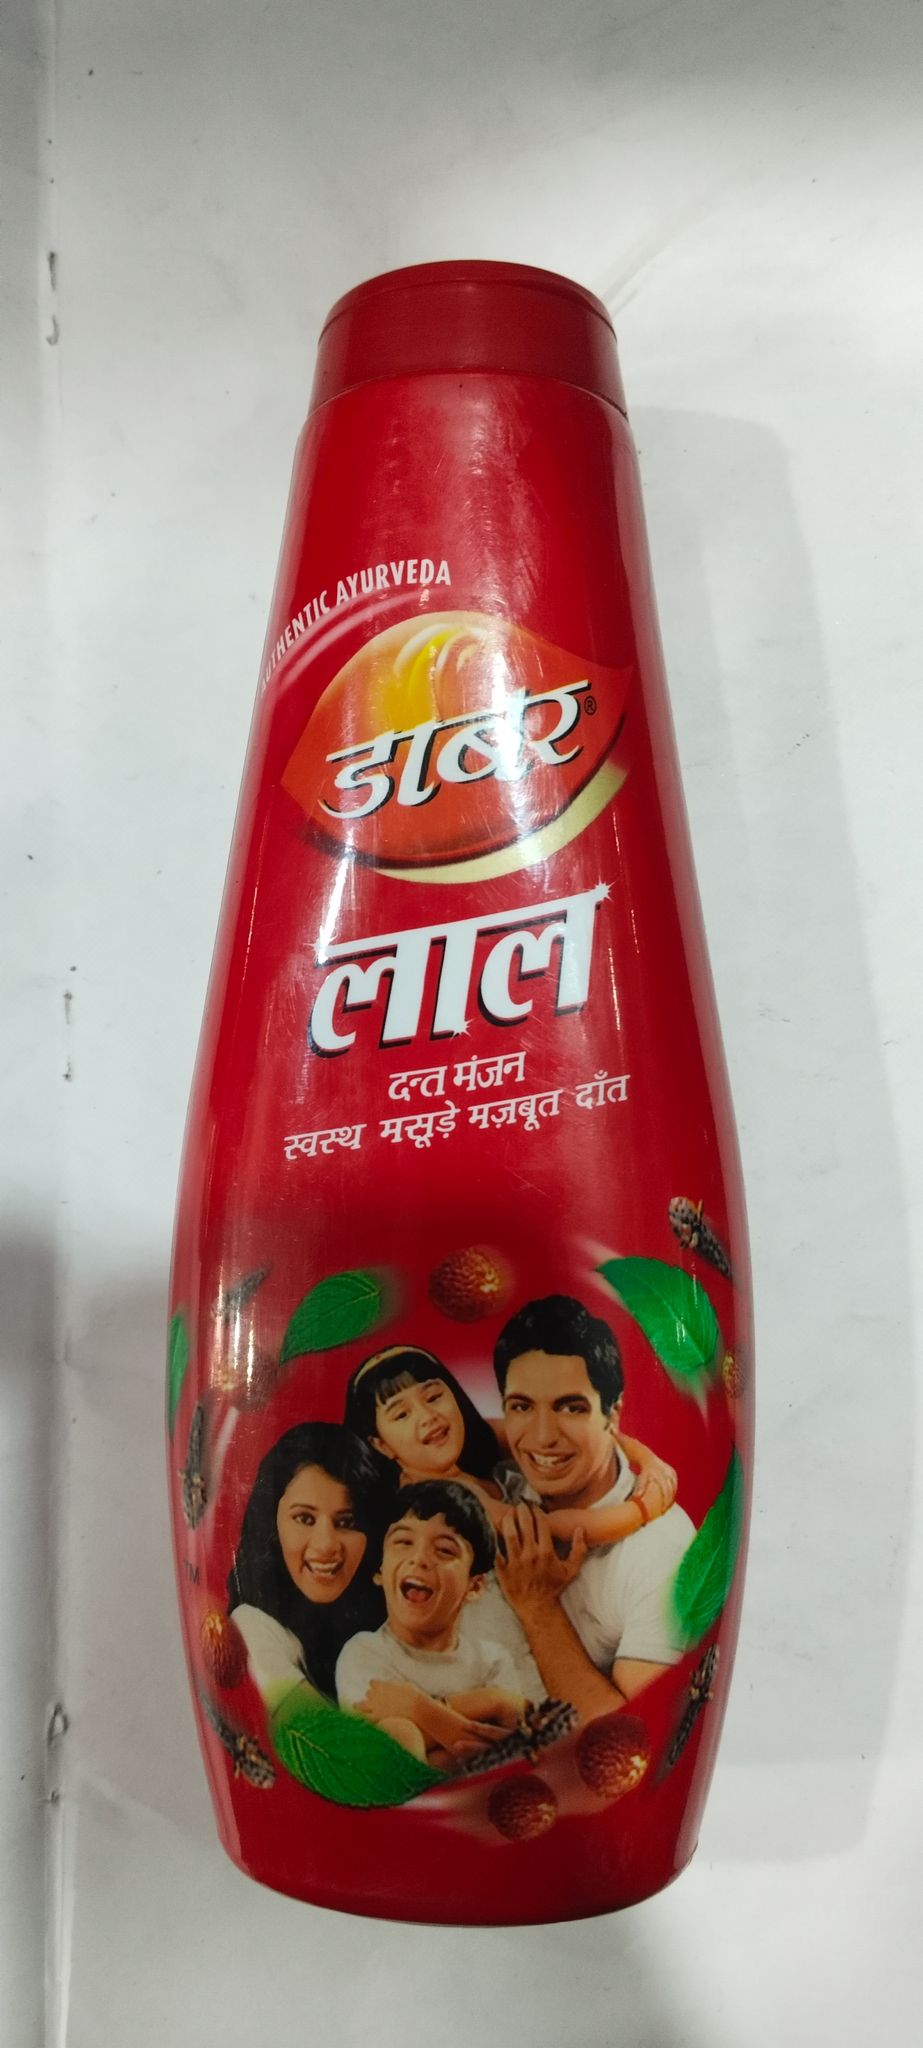 AUTHENTIC AYURVEDA
डाबर®
लाल
दन्त मंजन
स्वस्थ मसूड़े मज़बूत दाँत
TM